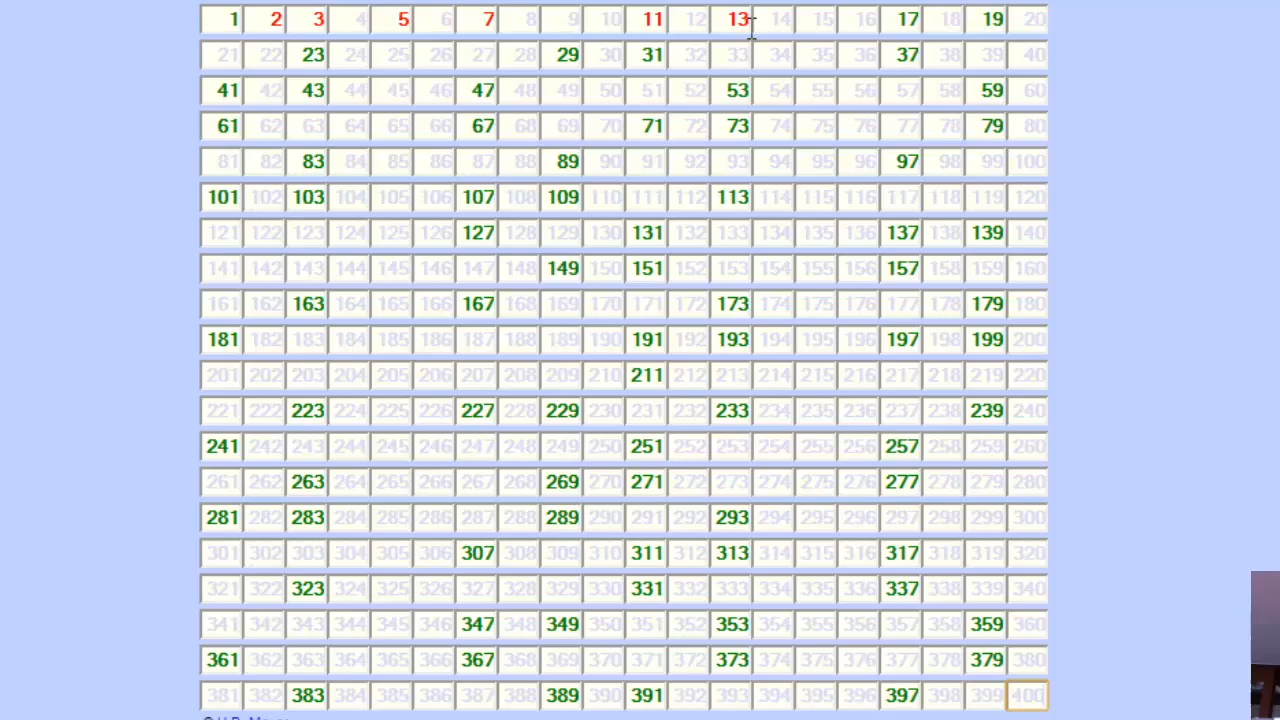 1 2 3 4 5 6 7 8 9 10 11 12 13 14 15 16 17 18 19 20
21 22 23 24 25 26 27 28 29 30 31 32 33 34 35 36 37 38 39 40
41 42 43 44 45 46 47 48 49 50 51 52 53 54 55 56 57 58 59 60
61 62 63 64 65 66 67 68 69 70 71 72 73 74 75 76 77 78 79 80
81 82 83 84 85 86 87 88 89 90 91 92 93 94 95 96 97 98 99 100
101 102 103 104 105 106 107 108 109 110 111 112 113 114 115 116 117 118 119 120
121 122 123 124 125 126 127 128 129 130 131 132 133 134 135 136 137 138 139 140
141 142 143 144 145 146 147 148 149 150 151 152 153 154 155 156 157 158 159 160
161 162 163 164 165 166 167 168 169 170 171 172 173 174 175 176 177 178 179 180
181 182 183 184 185 186 187 188 189 190 191 192 193 194 195 196 197 198 199 200
201 202 203 204 205 206 207 208 209 210 211 212 213 214 215 216 217 218 219 220
221 222 223 224 225 226 227 228 229 230 231 232 233 234 235 236 237 238 239 240
241 242 243 244 245 246 247 248 249 250 251 252 253 254 255 256 257 258 259 260
261 262 263 264 265 266 267 268 269 270 271 272 273 274 275 276 277 278 279 280
281 282 283 284 285 286 287 288 289 290 291 292 293 294 295 296 297 298 299 300
301 302 303 304 305 306 307 308 309 310 311 312 313 314 315 316 317 318 319 320
321 322 323 324 325 326 327 328 329 330 331 332 333 334 335 336 337 338 339 340
341 342 343 344 345 346 347 348 349 350 351 352 353 354 355 356 357 358 359 360
361 362 363 364 365 366 367 368 369 370 371 372 373 374 375 376 377 378 379 380
381 382 383 384 385 386 387 388 389 390 391 392 393 394 395 396 397 398 399 400